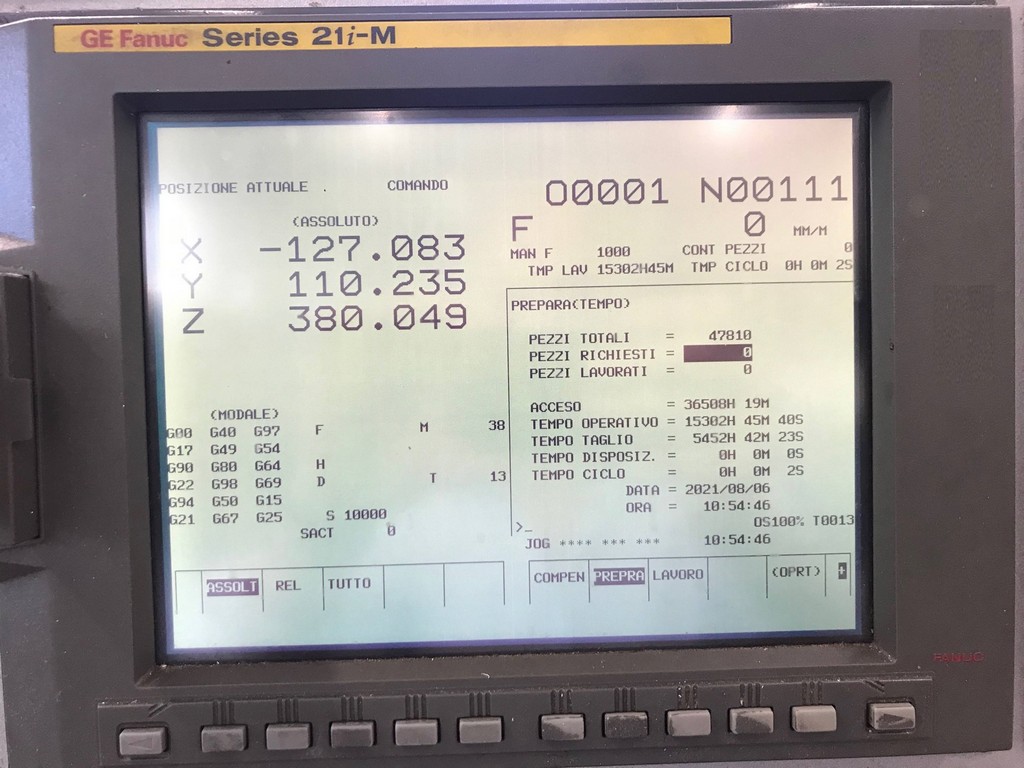 GE Fanuc Series 21i-M
POSIZIONE ATTUALE . COMANDO
O0001 N00111
(ASSOLUTO)
X -127.083
Y 110.235
Z 380.049
F 0 MM/M
MAN F 1000 CONT PEZZI 0
TMP LAV 15302H45M TMP CICLO 0H 0M 2S
PREPARA(TEMPO)
PEZZI TOTALI = 47810
PEZZI RICHIESTI = 0
PEZZI LAVORATI = 0
ACCESO = 36508H 19M
TEMPO OPERATIVO = 15302H 45M 40S
TEMPO TAGLIO = 5452H 42M 23S
TEMPO DISPOSIZ. = 0H 0M 0S
TEMPO CICLO = 0H 0M 2S
DATA = 2021/08/06
ORA = 10:54:46
(MODALE)
G00 G40 G97 F M 38
G17 G49 G54
G90 G80 G64 H
G22 G98 G69 D T 13
G94 G50 G15
G21 G67 G25 S 10000
SACT 0
>_
OS100% T0013
JOG **** *** *** 10:54:46
ASSOLT REL TUTTO
COMPEN PREPRA LAVORO (OPRT) +
FANUC